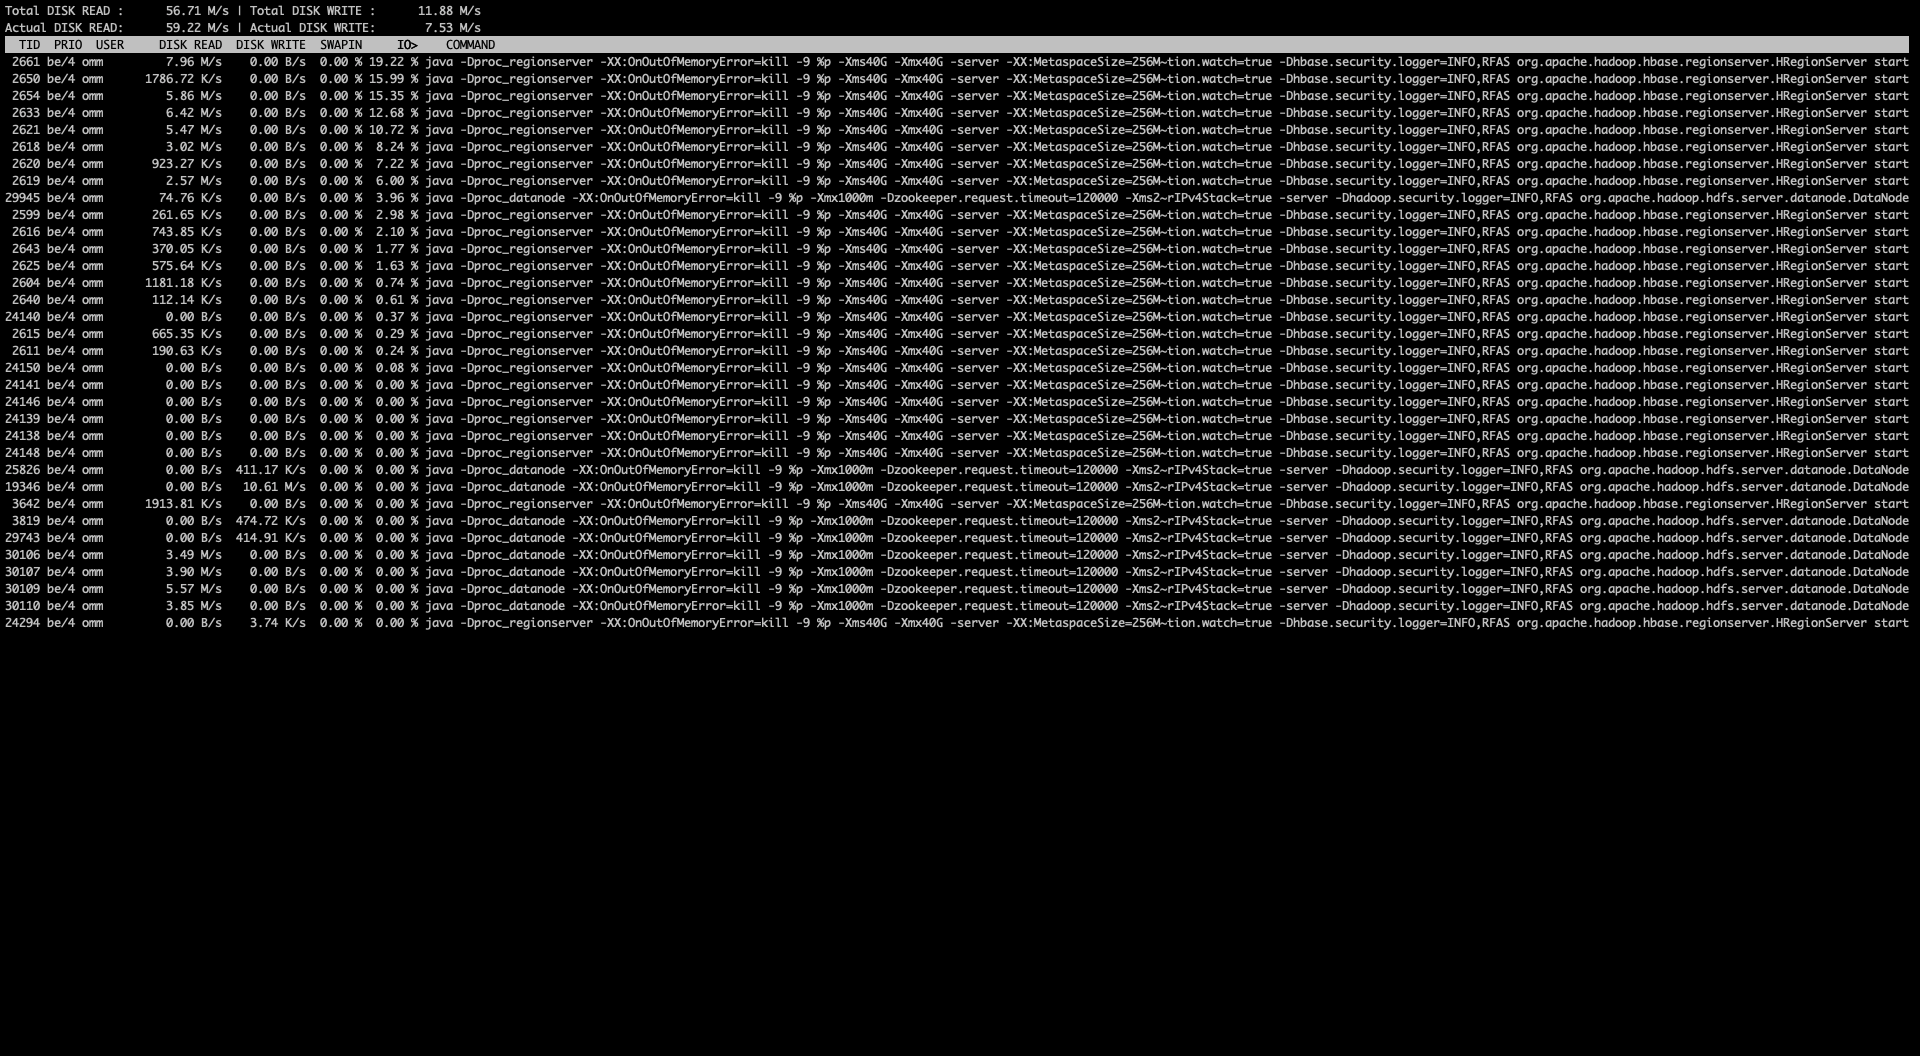 Total DISK READ :      56.71 M/s | Total DISK WRITE :      11.88 M/s
Actual DISK READ:      59.22 M/s | Actual DISK WRITE:       7.53 M/s
  TID  PRIO  USER     DISK READ  DISK WRITE  SWAPIN     IO>    COMMAND
 2661 be/4 omm         7.96 M/s    0.00 B/s  0.00 % 19.22 % java -Dproc_regionserver -XX:OnOutOfMemoryError=kill -9 %p -Xms40G -Xmx40G -server -XX:MetaspaceSize=256M~tion.watch=true -Dhbase.security.logger=INFO,RFAS org.apache.hadoop.hbase.regionserver.HRegionServer start
 2650 be/4 omm      1786.72 K/s    0.00 B/s  0.00 % 15.99 % java -Dproc_regionserver -XX:OnOutOfMemoryError=kill -9 %p -Xms40G -Xmx40G -server -XX:MetaspaceSize=256M~tion.watch=true -Dhbase.security.logger=INFO,RFAS org.apache.hadoop.hbase.regionserver.HRegionServer start
 2654 be/4 omm         5.86 M/s    0.00 B/s  0.00 % 15.35 % java -Dproc_regionserver -XX:OnOutOfMemoryError=kill -9 %p -Xms40G -Xmx40G -server -XX:MetaspaceSize=256M~tion.watch=true -Dhbase.security.logger=INFO,RFAS org.apache.hadoop.hbase.regionserver.HRegionServer start
 2633 be/4 omm         6.42 M/s    0.00 B/s  0.00 % 12.68 % java -Dproc_regionserver -XX:OnOutOfMemoryError=kill -9 %p -Xms40G -Xmx40G -server -XX:MetaspaceSize=256M~tion.watch=true -Dhbase.security.logger=INFO,RFAS org.apache.hadoop.hbase.regionserver.HRegionServer start
 2621 be/4 omm         5.47 M/s    0.00 B/s  0.00 % 10.72 % java -Dproc_regionserver -XX:OnOutOfMemoryError=kill -9 %p -Xms40G -Xmx40G -server -XX:MetaspaceSize=256M~tion.watch=true -Dhbase.security.logger=INFO,RFAS org.apache.hadoop.hbase.regionserver.HRegionServer start
 2618 be/4 omm         3.02 M/s    0.00 B/s  0.00 %  8.24 % java -Dproc_regionserver -XX:OnOutOfMemoryError=kill -9 %p -Xms40G -Xmx40G -server -XX:MetaspaceSize=256M~tion.watch=true -Dhbase.security.logger=INFO,RFAS org.apache.hadoop.hbase.regionserver.HRegionServer start
 2620 be/4 omm       923.27 K/s    0.00 B/s  0.00 %  7.22 % java -Dproc_regionserver -XX:OnOutOfMemoryError=kill -9 %p -Xms40G -Xmx40G -server -XX:MetaspaceSize=256M~tion.watch=true -Dhbase.security.logger=INFO,RFAS org.apache.hadoop.hbase.regionserver.HRegionServer start
 2619 be/4 omm         2.57 M/s    0.00 B/s  0.00 %  6.00 % java -Dproc_regionserver -XX:OnOutOfMemoryError=kill -9 %p -Xms40G -Xmx40G -server -XX:MetaspaceSize=256M~tion.watch=true -Dhbase.security.logger=INFO,RFAS org.apache.hadoop.hbase.regionserver.HRegionServer start
29945 be/4 omm        74.76 K/s    0.00 B/s  0.00 %  3.96 % java -Dproc_datanode -XX:OnOutOfMemoryError=kill -9 %p -Xmx1000m -Dzookeeper.request.timeout=120000 -Xms2~rIPv4Stack=true -server -Dhadoop.security.logger=INFO,RFAS org.apache.hadoop.hdfs.server.datanode.DataNode
 2599 be/4 omm       261.65 K/s    0.00 B/s  0.00 %  2.98 % java -Dproc_regionserver -XX:OnOutOfMemoryError=kill -9 %p -Xms40G -Xmx40G -server -XX:MetaspaceSize=256M~tion.watch=true -Dhbase.security.logger=INFO,RFAS org.apache.hadoop.hbase.regionserver.HRegionServer start
 2616 be/4 omm       743.85 K/s    0.00 B/s  0.00 %  2.10 % java -Dproc_regionserver -XX:OnOutOfMemoryError=kill -9 %p -Xms40G -Xmx40G -server -XX:MetaspaceSize=256M~tion.watch=true -Dhbase.security.logger=INFO,RFAS org.apache.hadoop.hbase.regionserver.HRegionServer start
 2643 be/4 omm       370.05 K/s    0.00 B/s  0.00 %  1.77 % java -Dproc_regionserver -XX:OnOutOfMemoryError=kill -9 %p -Xms40G -Xmx40G -server -XX:MetaspaceSize=256M~tion.watch=true -Dhbase.security.logger=INFO,RFAS org.apache.hadoop.hbase.regionserver.HRegionServer start
 2625 be/4 omm       575.64 K/s    0.00 B/s  0.00 %  1.63 % java -Dproc_regionserver -XX:OnOutOfMemoryError=kill -9 %p -Xms40G -Xmx40G -server -XX:MetaspaceSize=256M~tion.watch=true -Dhbase.security.logger=INFO,RFAS org.apache.hadoop.hbase.regionserver.HRegionServer start
 2604 be/4 omm      1181.18 K/s    0.00 B/s  0.00 %  0.74 % java -Dproc_regionserver -XX:OnOutOfMemoryError=kill -9 %p -Xms40G -Xmx40G -server -XX:MetaspaceSize=256M~tion.watch=true -Dhbase.security.logger=INFO,RFAS org.apache.hadoop.hbase.regionserver.HRegionServer start
 2640 be/4 omm       112.14 K/s    0.00 B/s  0.00 %  0.61 % java -Dproc_regionserver -XX:OnOutOfMemoryError=kill -9 %p -Xms40G -Xmx40G -server -XX:MetaspaceSize=256M~tion.watch=true -Dhbase.security.logger=INFO,RFAS org.apache.hadoop.hbase.regionserver.HRegionServer start
24140 be/4 omm         0.00 B/s    0.00 B/s  0.00 %  0.37 % java -Dproc_regionserver -XX:OnOutOfMemoryError=kill -9 %p -Xms40G -Xmx40G -server -XX:MetaspaceSize=256M~tion.watch=true -Dhbase.security.logger=INFO,RFAS org.apache.hadoop.hbase.regionserver.HRegionServer start
 2615 be/4 omm       665.35 K/s    0.00 B/s  0.00 %  0.29 % java -Dproc_regionserver -XX:OnOutOfMemoryError=kill -9 %p -Xms40G -Xmx40G -server -XX:MetaspaceSize=256M~tion.watch=true -Dhbase.security.logger=INFO,RFAS org.apache.hadoop.hbase.regionserver.HRegionServer start
 2611 be/4 omm       190.63 K/s    0.00 B/s  0.00 %  0.24 % java -Dproc_regionserver -XX:OnOutOfMemoryError=kill -9 %p -Xms40G -Xmx40G -server -XX:MetaspaceSize=256M~tion.watch=true -Dhbase.security.logger=INFO,RFAS org.apache.hadoop.hbase.regionserver.HRegionServer start
24150 be/4 omm         0.00 B/s    0.00 B/s  0.00 %  0.08 % java -Dproc_regionserver -XX:OnOutOfMemoryError=kill -9 %p -Xms40G -Xmx40G -server -XX:MetaspaceSize=256M~tion.watch=true -Dhbase.security.logger=INFO,RFAS org.apache.hadoop.hbase.regionserver.HRegionServer start
24141 be/4 omm         0.00 B/s    0.00 B/s  0.00 %  0.00 % java -Dproc_regionserver -XX:OnOutOfMemoryError=kill -9 %p -Xms40G -Xmx40G -server -XX:MetaspaceSize=256M~tion.watch=true -Dhbase.security.logger=INFO,RFAS org.apache.hadoop.hbase.regionserver.HRegionServer start
24146 be/4 omm         0.00 B/s    0.00 B/s  0.00 %  0.00 % java -Dproc_regionserver -XX:OnOutOfMemoryError=kill -9 %p -Xms40G -Xmx40G -server -XX:MetaspaceSize=256M~tion.watch=true -Dhbase.security.logger=INFO,RFAS org.apache.hadoop.hbase.regionserver.HRegionServer start
24139 be/4 omm         0.00 B/s    0.00 B/s  0.00 %  0.00 % java -Dproc_regionserver -XX:OnOutOfMemoryError=kill -9 %p -Xms40G -Xmx40G -server -XX:MetaspaceSize=256M~tion.watch=true -Dhbase.security.logger=INFO,RFAS org.apache.hadoop.hbase.regionserver.HRegionServer start
24138 be/4 omm         0.00 B/s    0.00 B/s  0.00 %  0.00 % java -Dproc_regionserver -XX:OnOutOfMemoryError=kill -9 %p -Xms40G -Xmx40G -server -XX:MetaspaceSize=256M~tion.watch=true -Dhbase.security.logger=INFO,RFAS org.apache.hadoop.hbase.regionserver.HRegionServer start
24148 be/4 omm         0.00 B/s    0.00 B/s  0.00 %  0.00 % java -Dproc_regionserver -XX:OnOutOfMemoryError=kill -9 %p -Xms40G -Xmx40G -server -XX:MetaspaceSize=256M~tion.watch=true -Dhbase.security.logger=INFO,RFAS org.apache.hadoop.hbase.regionserver.HRegionServer start
25826 be/4 omm         0.00 B/s  411.17 K/s  0.00 %  0.00 % java -Dproc_datanode -XX:OnOutOfMemoryError=kill -9 %p -Xmx1000m -Dzookeeper.request.timeout=120000 -Xms2~rIPv4Stack=true -server -Dhadoop.security.logger=INFO,RFAS org.apache.hadoop.hdfs.server.datanode.DataNode
19346 be/4 omm         0.00 B/s   10.61 M/s  0.00 %  0.00 % java -Dproc_datanode -XX:OnOutOfMemoryError=kill -9 %p -Xmx1000m -Dzookeeper.request.timeout=120000 -Xms2~rIPv4Stack=true -server -Dhadoop.security.logger=INFO,RFAS org.apache.hadoop.hdfs.server.datanode.DataNode
 3642 be/4 omm      1913.81 K/s    0.00 B/s  0.00 %  0.00 % java -Dproc_regionserver -XX:OnOutOfMemoryError=kill -9 %p -Xms40G -Xmx40G -server -XX:MetaspaceSize=256M~tion.watch=true -Dhbase.security.logger=INFO,RFAS org.apache.hadoop.hbase.regionserver.HRegionServer start
 3819 be/4 omm         0.00 B/s  474.72 K/s  0.00 %  0.00 % java -Dproc_datanode -XX:OnOutOfMemoryError=kill -9 %p -Xmx1000m -Dzookeeper.request.timeout=120000 -Xms2~rIPv4Stack=true -server -Dhadoop.security.logger=INFO,RFAS org.apache.hadoop.hdfs.server.datanode.DataNode
29743 be/4 omm         0.00 B/s  414.91 K/s  0.00 %  0.00 % java -Dproc_datanode -XX:OnOutOfMemoryError=kill -9 %p -Xmx1000m -Dzookeeper.request.timeout=120000 -Xms2~rIPv4Stack=true -server -Dhadoop.security.logger=INFO,RFAS org.apache.hadoop.hdfs.server.datanode.DataNode
30106 be/4 omm         3.49 M/s    0.00 B/s  0.00 %  0.00 % java -Dproc_datanode -XX:OnOutOfMemoryError=kill -9 %p -Xmx1000m -Dzookeeper.request.timeout=120000 -Xms2~rIPv4Stack=true -server -Dhadoop.security.logger=INFO,RFAS org.apache.hadoop.hdfs.server.datanode.DataNode
30107 be/4 omm         3.90 M/s    0.00 B/s  0.00 %  0.00 % java -Dproc_datanode -XX:OnOutOfMemoryError=kill -9 %p -Xmx1000m -Dzookeeper.request.timeout=120000 -Xms2~rIPv4Stack=true -server -Dhadoop.security.logger=INFO,RFAS org.apache.hadoop.hdfs.server.datanode.DataNode
30109 be/4 omm         5.57 M/s    0.00 B/s  0.00 %  0.00 % java -Dproc_datanode -XX:OnOutOfMemoryError=kill -9 %p -Xmx1000m -Dzookeeper.request.timeout=120000 -Xms2~rIPv4Stack=true -server -Dhadoop.security.logger=INFO,RFAS org.apache.hadoop.hdfs.server.datanode.DataNode
30110 be/4 omm         3.85 M/s    0.00 B/s  0.00 %  0.00 % java -Dproc_datanode -XX:OnOutOfMemoryError=kill -9 %p -Xmx1000m -Dzookeeper.request.timeout=120000 -Xms2~rIPv4Stack=true -server -Dhadoop.security.logger=INFO,RFAS org.apache.hadoop.hdfs.server.datanode.DataNode
24294 be/4 omm         0.00 B/s    3.74 K/s  0.00 %  0.00 % java -Dproc_regionserver -XX:OnOutOfMemoryError=kill -9 %p -Xms40G -Xmx40G -server -XX:MetaspaceSize=256M~tion.watch=true -Dhbase.security.logger=INFO,RFAS org.apache.hadoop.hbase.regionserver.HRegionServer start